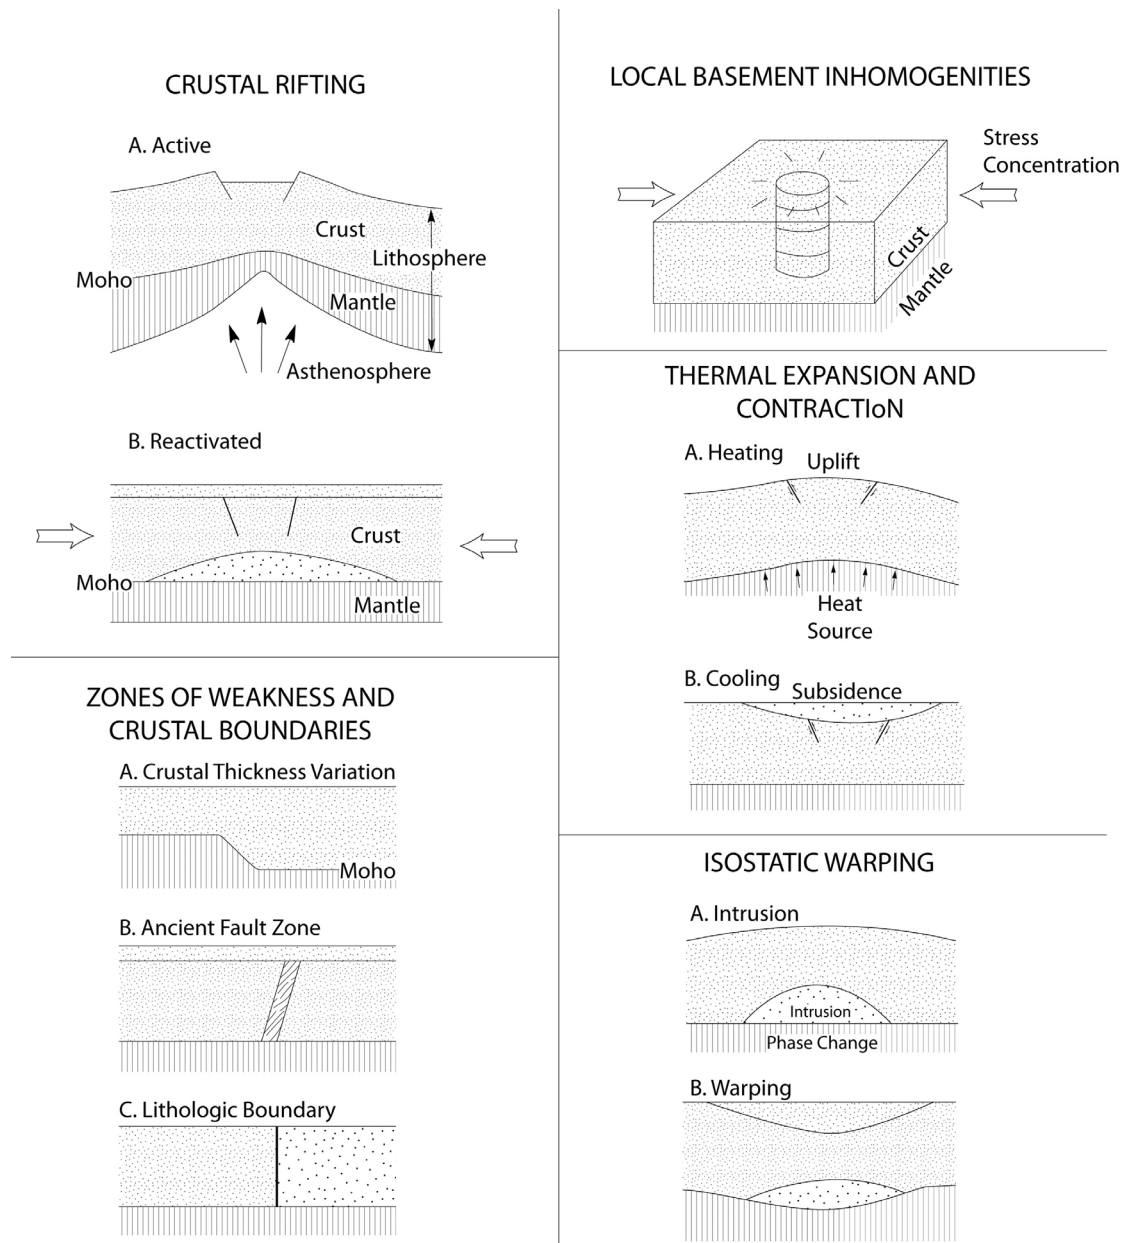 CRUSTAL RIFTING
A. Active
Crust
Lithosphere
Moho
Mantle
Asthenosphere
B. Reactivated
Crust
Moho
Mantle
ZONES OF WEAKNESS AND
CRUSTAL BOUNDARIES
A. Crustal Thickness Variation
Moho
B. Ancient Fault Zone
C. Lithologic Boundary
LOCAL BASEMENT INHOMOGENITIES
Stress
Concentration
Crust
Mantle
THERMAL EXPANSION AND
CONTRACTIoN
A. Heating
Uplift
Heat
Source
B. Cooling
Subsidence
ISOSTATIC WARPING
A. Intrusion
Intrusion
Phase Change
B. Warping